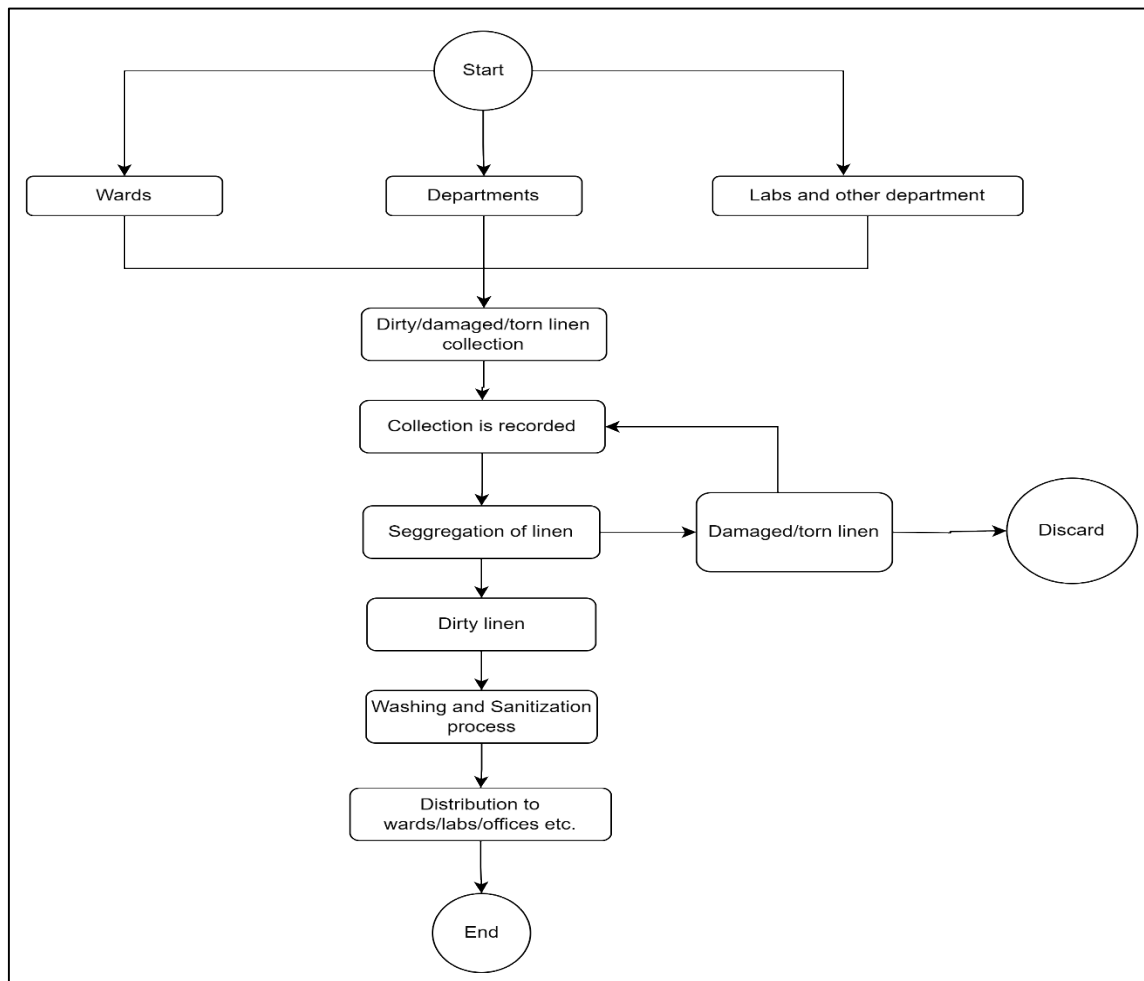 Start
Wards
Departments
Labs and other department
Dirty/damaged/torn linen
collection
Collection is recorded
Seggregation of linen
Damaged/torn linen
Discard
Dirty linen
Washing and Sanitization
process
Distribution to
wards/labs/offices etc.
End